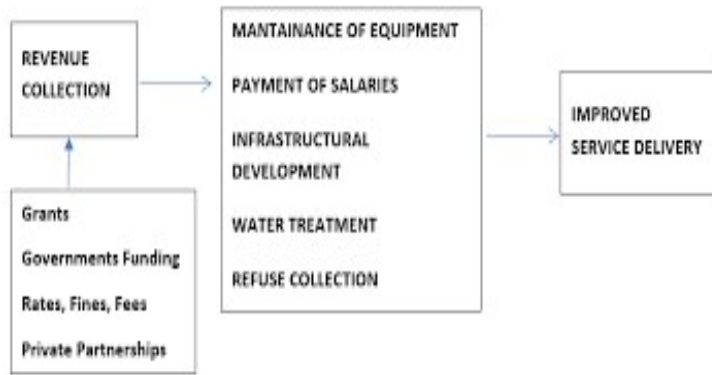 REVENUE
COLLECTION
Grants
Governments Funding
Rates, Fines, Fees
Private Partnerships
MANTAINANCE OF EQUIPMENT
PAYMENT OF SALARIES
INFRASTRUCTURAL
DEVELOPMENT
WATER TREATMENT
REFUSE COLLECTION
IMPROVED
SERVICE DELIVERY